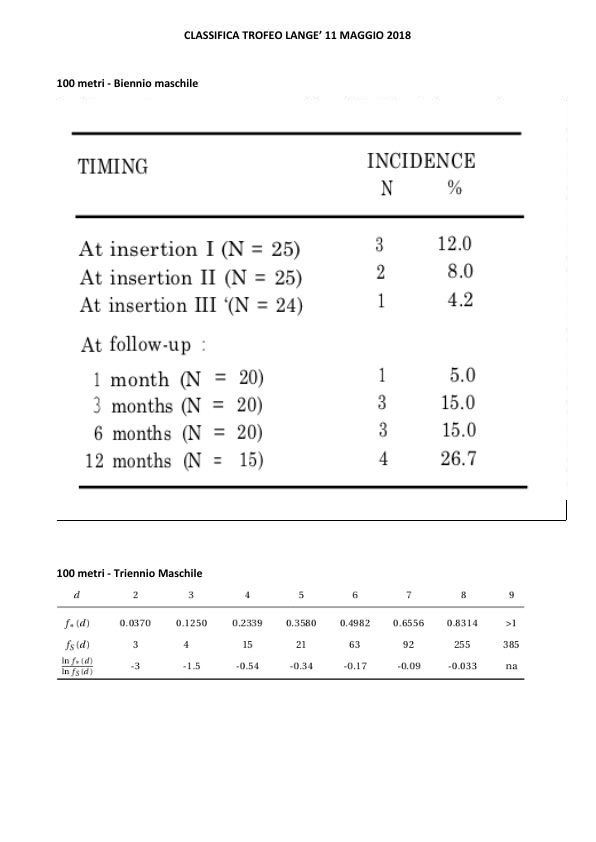 CLASSIFICA TROFEO LANGE’ 11 MAGGIO 2018
100 metri - Biennio maschile
TIMING INCIDENCE
N %
At insertion I (N = 25) 3 12.0
At insertion II (N = 25) 2 8.0
At insertion III ‘(N = 24) 1 4.2
At follow-up :
1 month (N = 20) 1 5.0
3 months (N = 20) 3 15.0
6 months (N = 20) 3 15.0
12 months (N = 15) 4 26.7
100 metri - Triennio Maschile
d 2 3 4 5 6 7 8 9
f*(d) 0.0370 0.1250 0.2339 0.3580 0.4982 0.6556 0.8314 >1
fS(d) 3 4 15 21 63 92 255 385
ln f*(d)
ln fS(d) -3 -1.5 -0.54 -0.34 -0.17 -0.09 -0.033 na